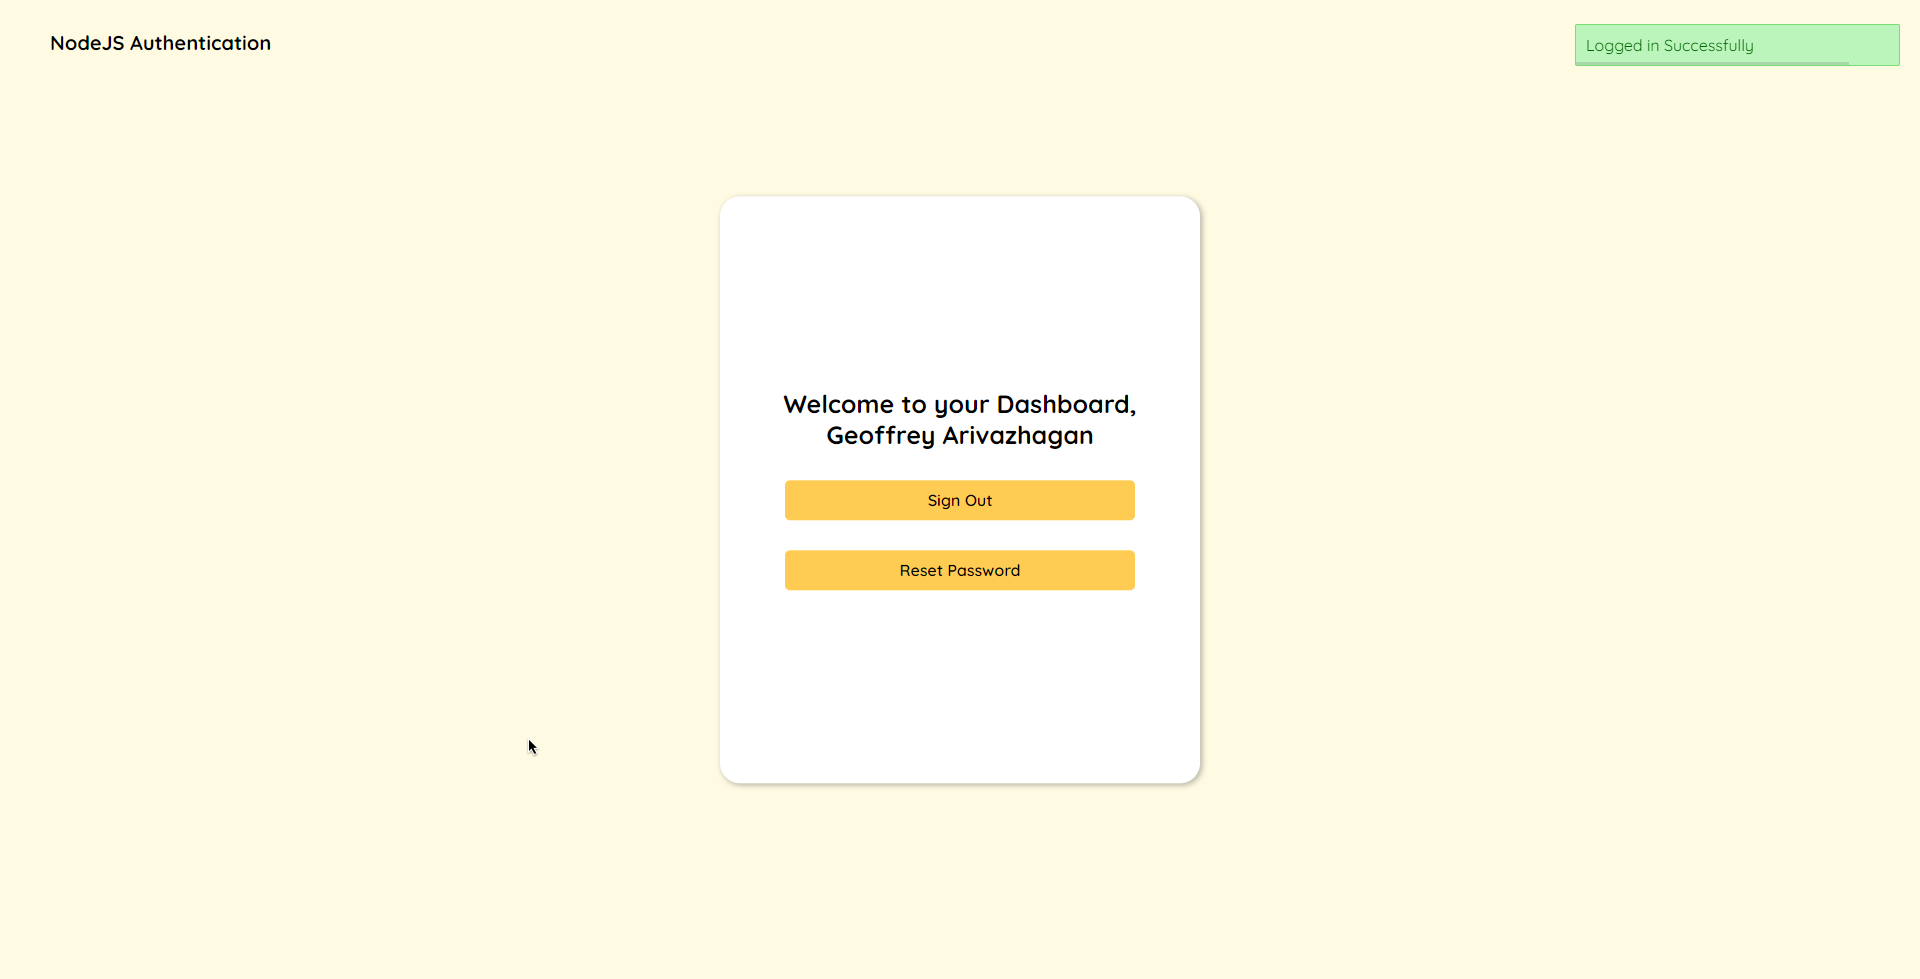 NodeJS Authentication
Logged in Successfully
Welcome to your Dashboard,
Geoffrey Arivazhagan
Sign Out
Reset Password